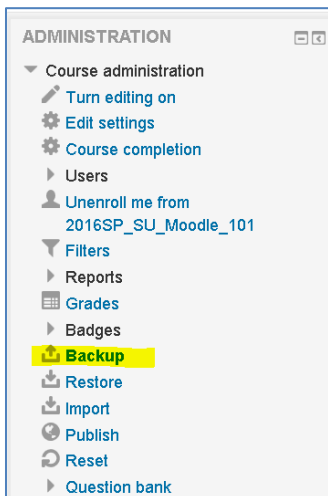 ADMINISTRATION
Course administration
Turn editing on
Edit settings
Course completion
Users
Unenroll me from
2016SP_SU_Moodle_101
Filters
Reports
Grades
Badges
Backup
Restore
Import
Publish
Reset
Question bank